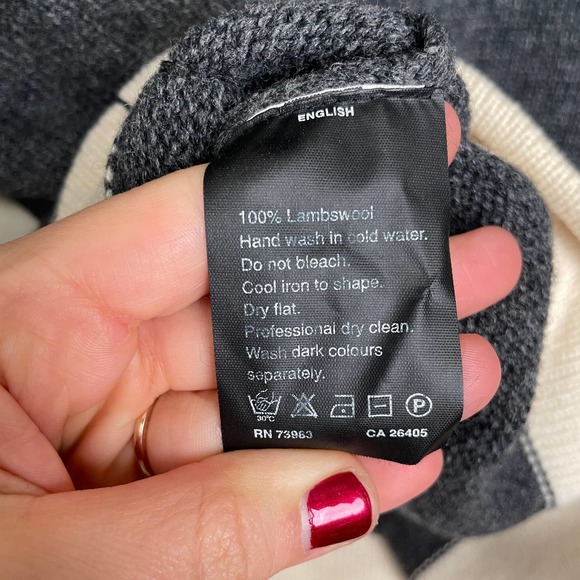 ENGLISH
100% Lambswool
Hand wash in cold water.
Do not bleach.
Cool iron to shape.
Dry flat.
Professional dry clean.
Wash dark colours
separately.
30°C P
RN 73963 CA 26405